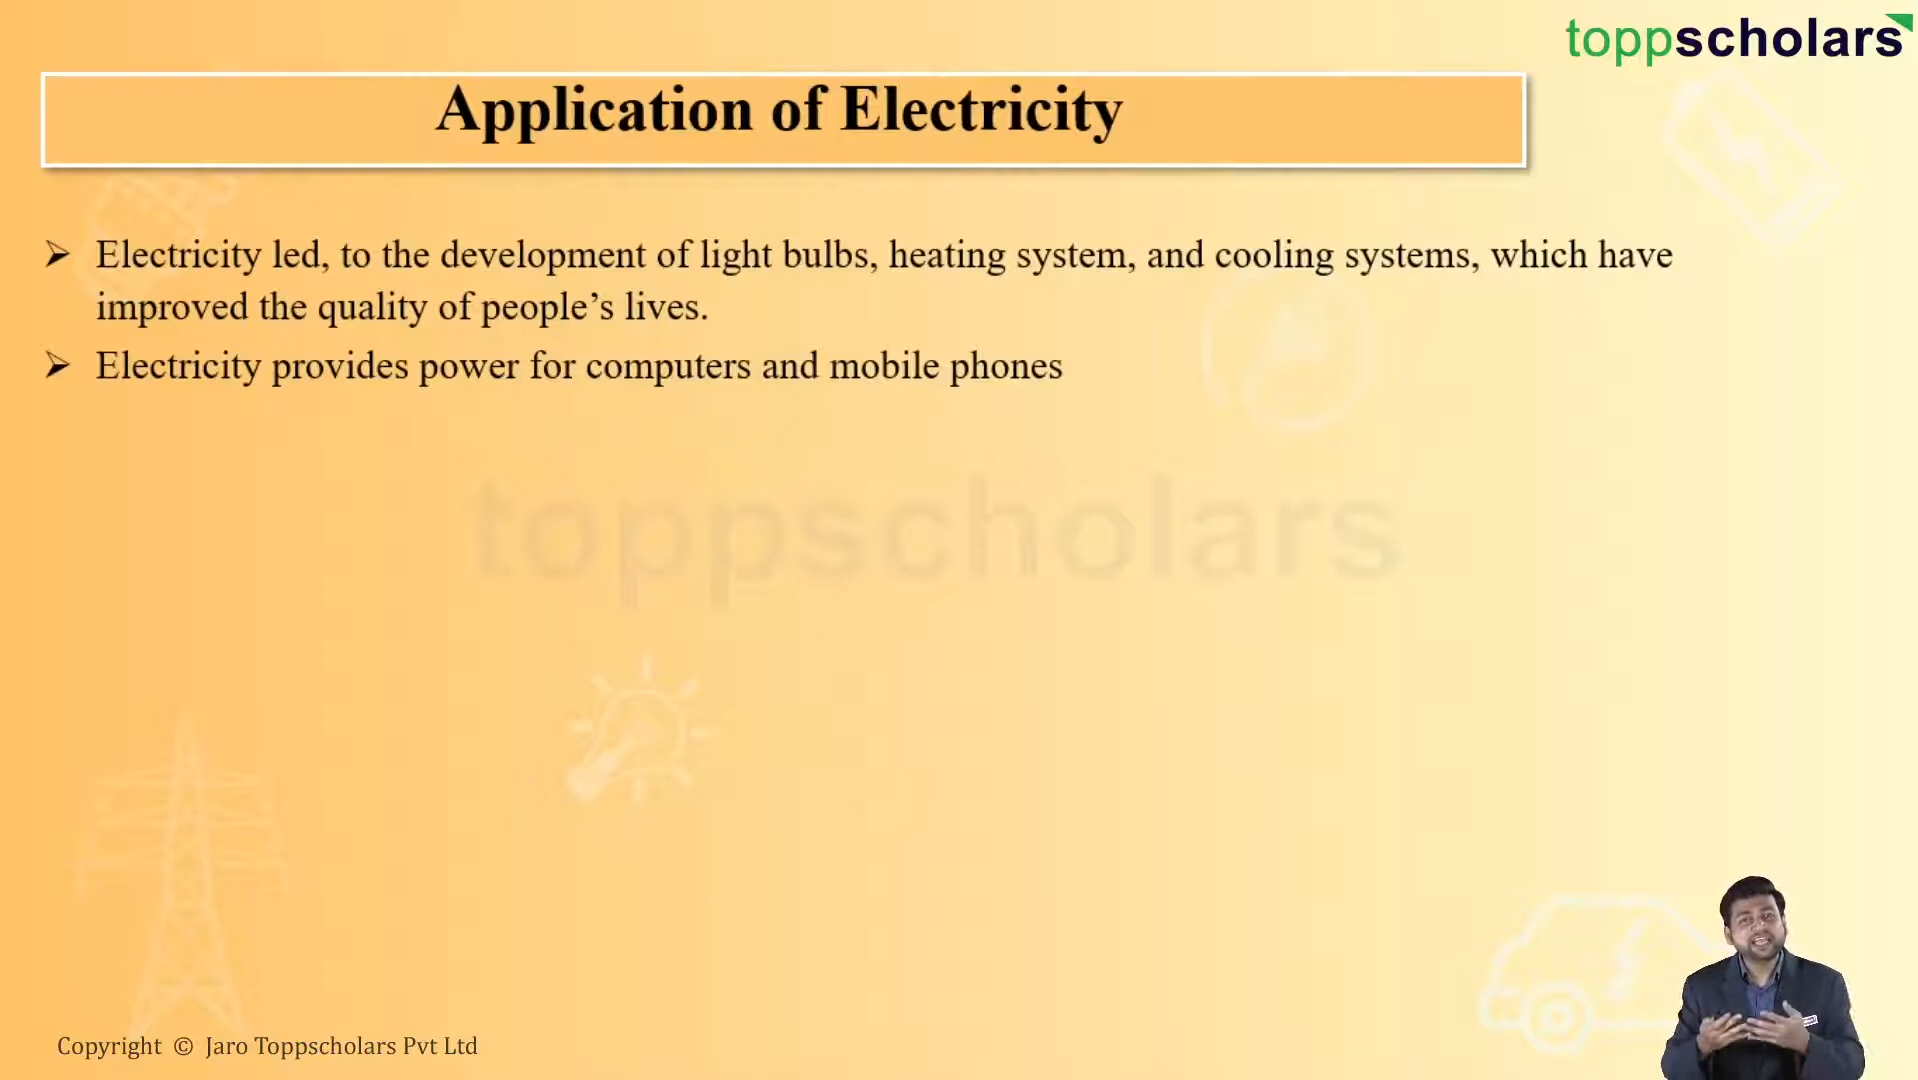 toppscholars
Application of Electricity
➢ Electricity led, to the development of light bulbs, heating system, and cooling systems, which have
improved the quality of people’s lives.
➢ Electricity provides power for computers and mobile phones
toppscholars
Copyright © Jaro Toppscholars Pvt Ltd